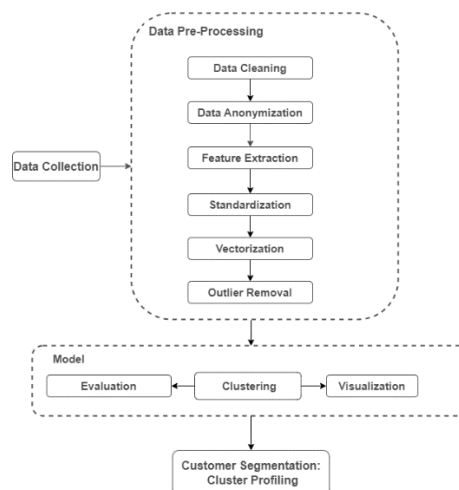 Data Pre-Processing
Data Cleaning
Data Anonymization
Data Collection
Feature Extraction
Standardization
Vectorization
Outlier Removal
Model
Evaluation
Clustering
Visualization
Customer Segmentation:
Cluster Profiling